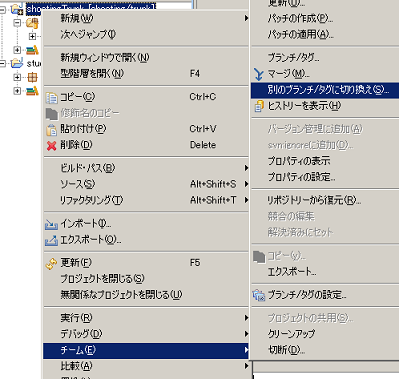 shootingTrunk [shooting/trunk]
stu
新規(W)
次へジャンプ(I)
新規ウィンドウで開く(N)
型階層を開く(N) F4
コピー(C) Ctrl+C
修飾名のコピー
貼り付け(P) Ctrl+V
削除(D) Delete
ビルド・パス(B)
ソース(S) Alt+Shift+S
リファクタリング(T) Alt+Shift+T
インポート(I)...
エクスポート(O)...
更新(F) F5
プロジェクトを閉じる(S)
無関係なプロジェクトを閉じる(U)
実行(R)
デバッグ(D)
チーム(E)
比較(A)
更新(U)
パッチの作成(P)...
パッチの適用(A)...
ブランチ/タグ...
マージ(M)...
別のブランチ/タグに切り換え(S)...
ヒストリーを表示(H)
バージョン管理に追加(A)
svn:ignoreに追加(D)...
プロパティの表示
プロパティの設定...
リポジトリーから復元(R)...
競合の編集
解決済みにセット
コピー(y)...
エクスポート...
ブランチ/タグの設定...
プロジェクトの共用(S)...
クリーンアップ
切断(D)...